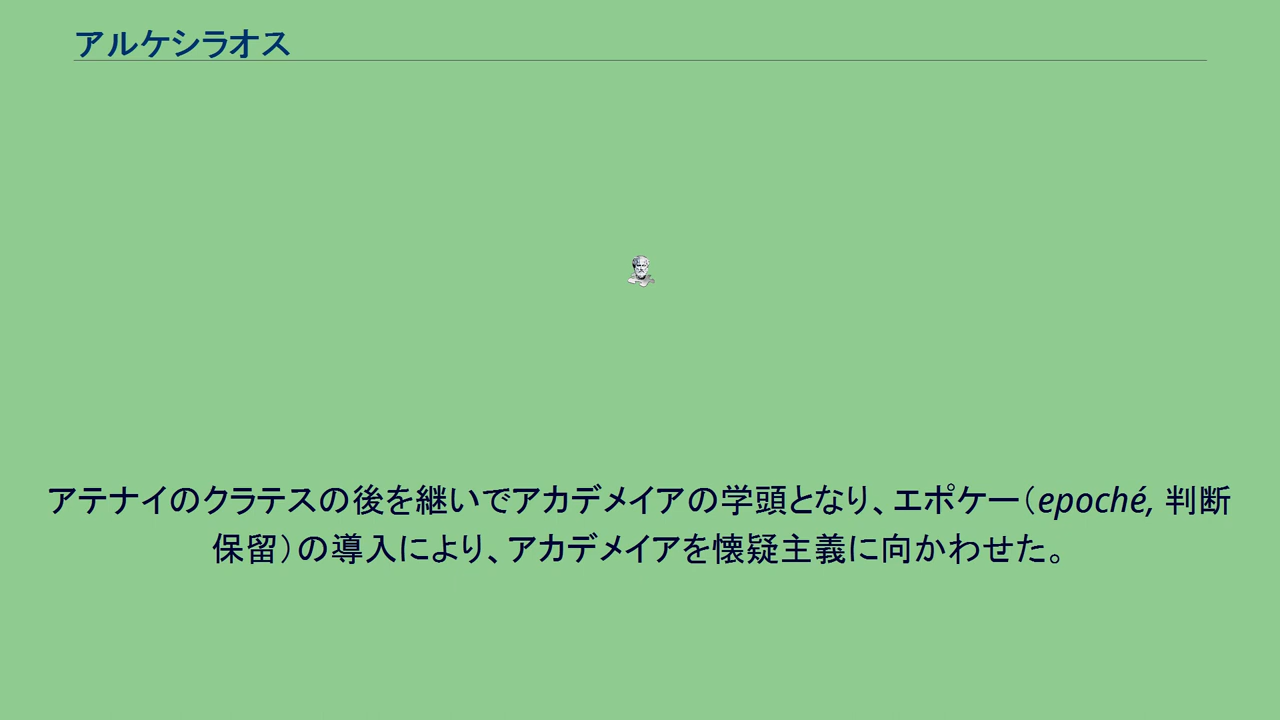 アルケシラオス
アテナイのクラテスの後を継いでアカデメイアの学頭となり、エポケー（epoché, 判断
保留）の導入により、アカデメイアを懐疑主義に向かわせた。